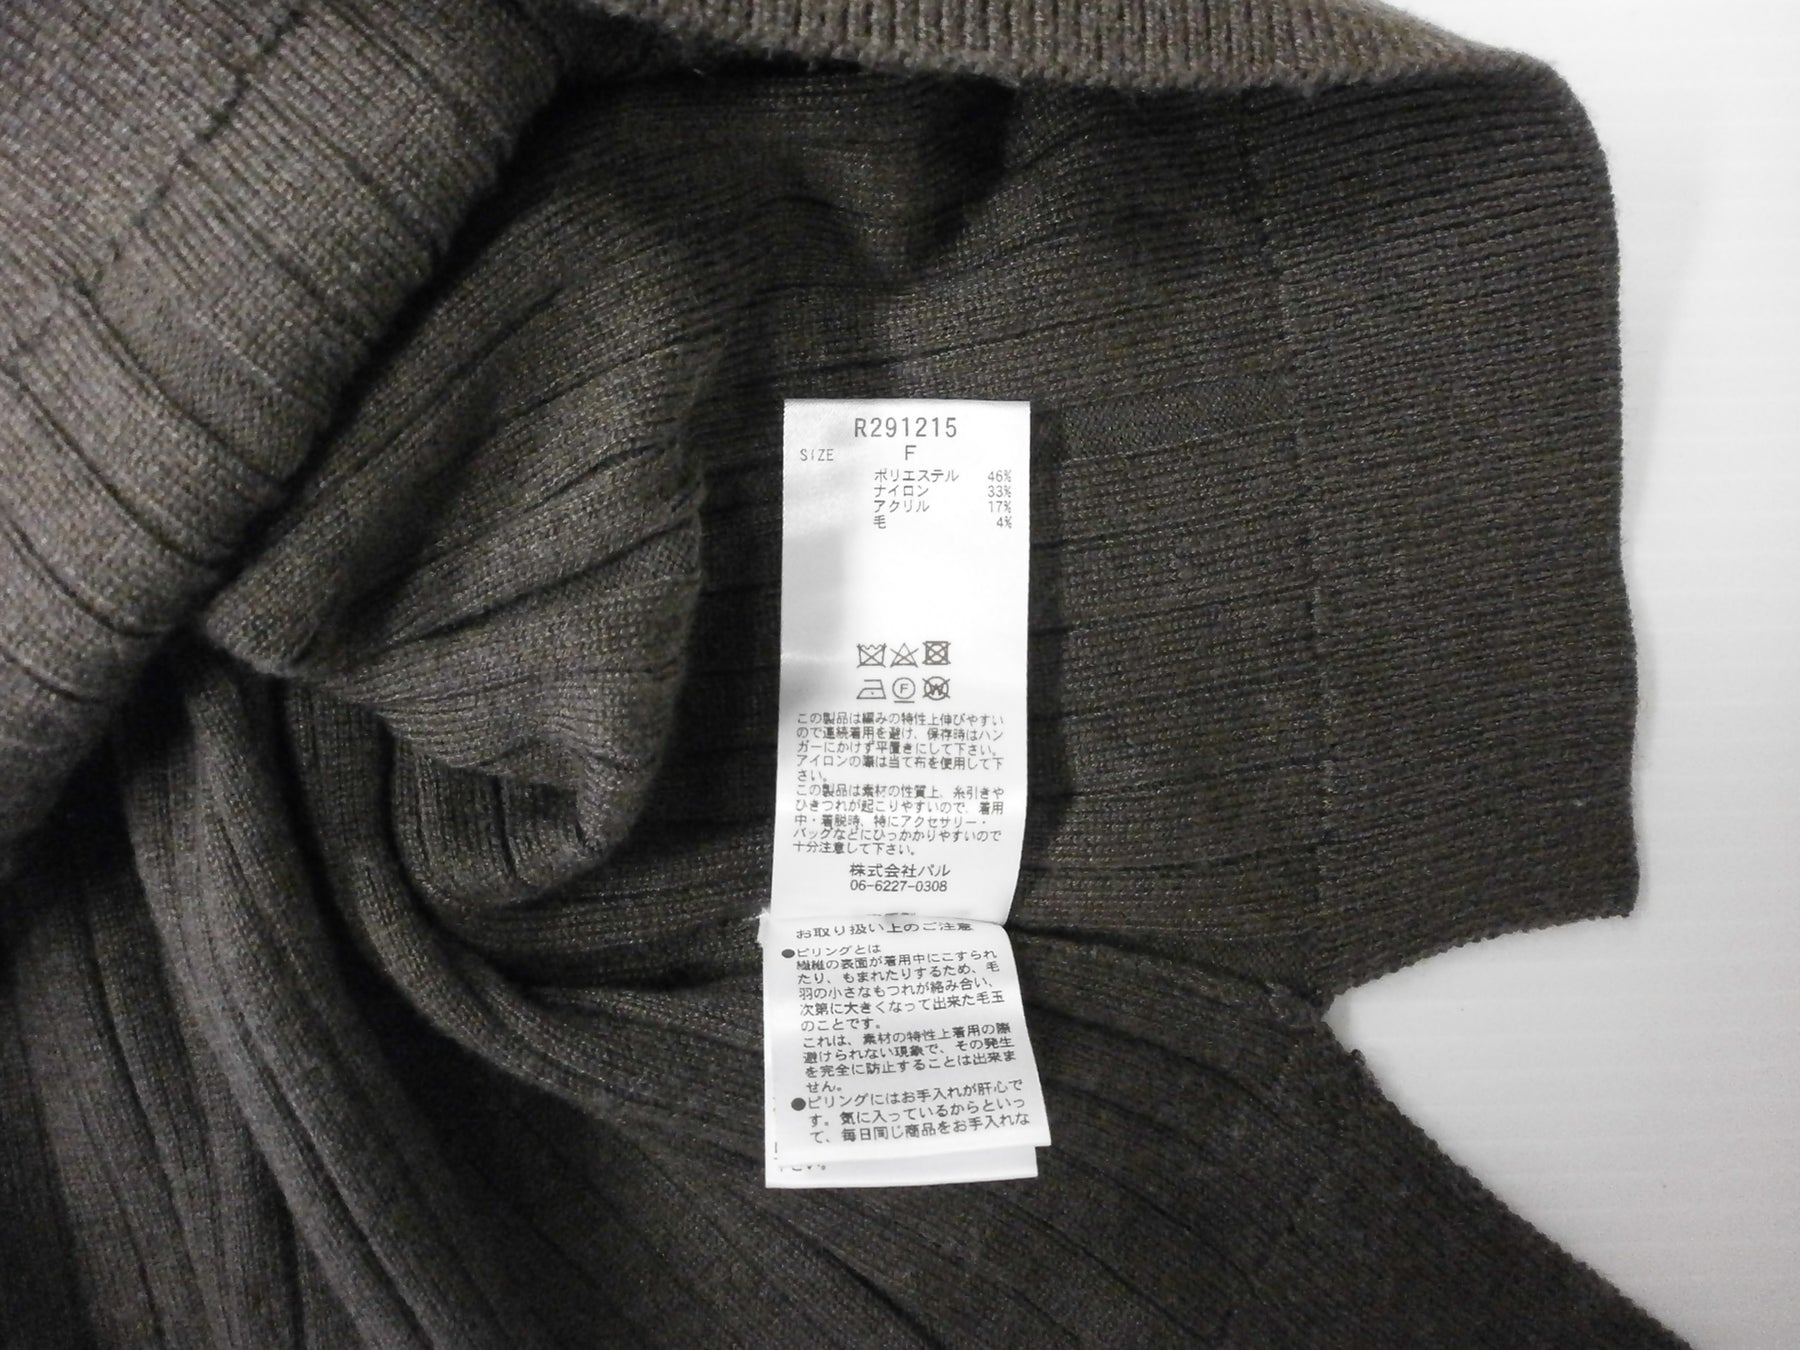 R291215
SIZE F
ポリエステル 46%
ナイロン 33%
アクリル 17%
毛 4%
この製品は編みの特性上伸びやすい
ので連続着用を避け、保存時はハン
ガーにかけず平置きにして下さい。
アイロンの際は当て布を使用して下
さい。
この製品は素材の性質上、糸引きや
ひきつれが起こりやすいので、着用
中・着脱時、特にアクセサリー・
バッグなどにひっかかりやすいので
十分注意して下さい。
株式会社パル
06-6227-0308
お取り扱い上のご注意
●ピリングとは
繊維の表面が着用中にこすられ
たり、もまれたりするため、毛
羽の小さなもつれが絡み合い、
次第に大きくなって出来た毛玉
のことです。
これは、素材の特性上着用の際
避けられない現象で、その発生
を完全に防止することは出来ま
せん。
●ピリングにはお手入れが肝心で
す。気に入っているからといっ
て、毎日同じ商品をお手入れな